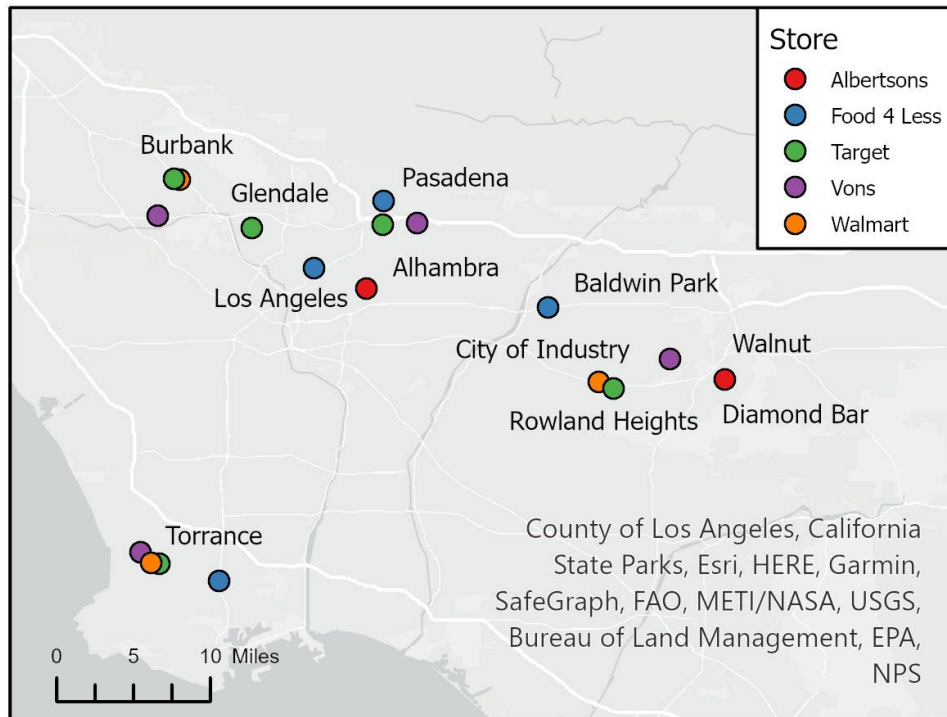 Store
Albertsons
Food 4 Less
Target
Vons
Walmart
Burbank
Glendale
Pasadena
Los Angeles
Alhambra
Baldwin Park
City of Industry
Walnut
Rowland Heights
Diamond Bar
Torrance
County of Los Angeles, California
State Parks, Esri, HERE, Garmin,
SafeGraph, FAO, METI/NASA, USGS,
Bureau of Land Management, EPA,
NPS
0 5 10 Miles